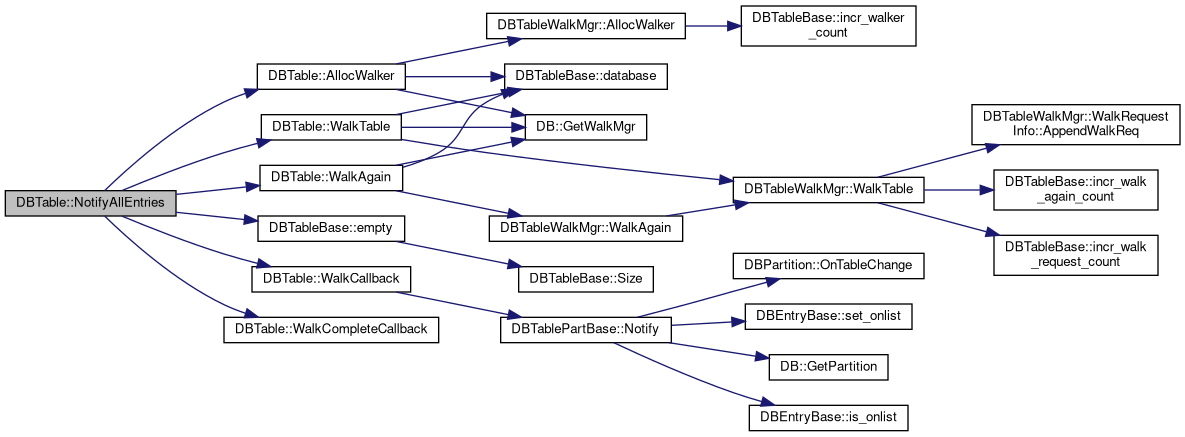 DBTable::NotifyAllEntries
DBTable::AllocWalker
DBTable::WalkTable
DBTable::WalkAgain
DBTableBase::empty
DBTable::WalkCallback
DBTable::WalkCompleteCallback
DBTableWalkMgr::AllocWalker
DBTableBase::database
DB::GetWalkMgr
DBTableWalkMgr::WalkAgain
DBTableBase::Size
DBTablePartBase::Notify
DBTableBase::incr_walker
_count
DBTableWalkMgr::WalkTable
DBPartition::OnTableChange
DBEntryBase::set_onlist
DB::GetPartition
DBEntryBase::is_onlist
DBTableWalkMgr::WalkRequest
Info::AppendWalkReq
DBTableBase::incr_walk
_again_count
DBTableBase::incr_walk
_request_count